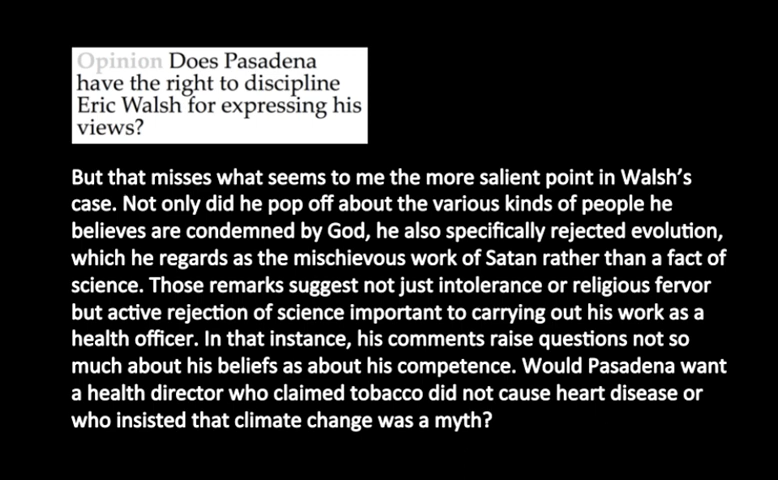 Opinion Does Pasadena
have the right to discipline
Eric Walsh for expressing his
views?
But that misses what seems to me the more salient point in Walsh’s
case. Not only did he pop off about the various kinds of people he
believes are condemned by God, he also specifically rejected evolution,
which he regards as the mischievous work of Satan rather than a fact of
science. Those remarks suggest not just intolerance or religious fervor
but active rejection of science important to carrying out his work as a
health officer. In that instance, his comments raise questions not so
much about his beliefs as about his competence. Would Pasadena want
a health director who claimed tobacco did not cause heart disease or
who insisted that climate change was a myth?